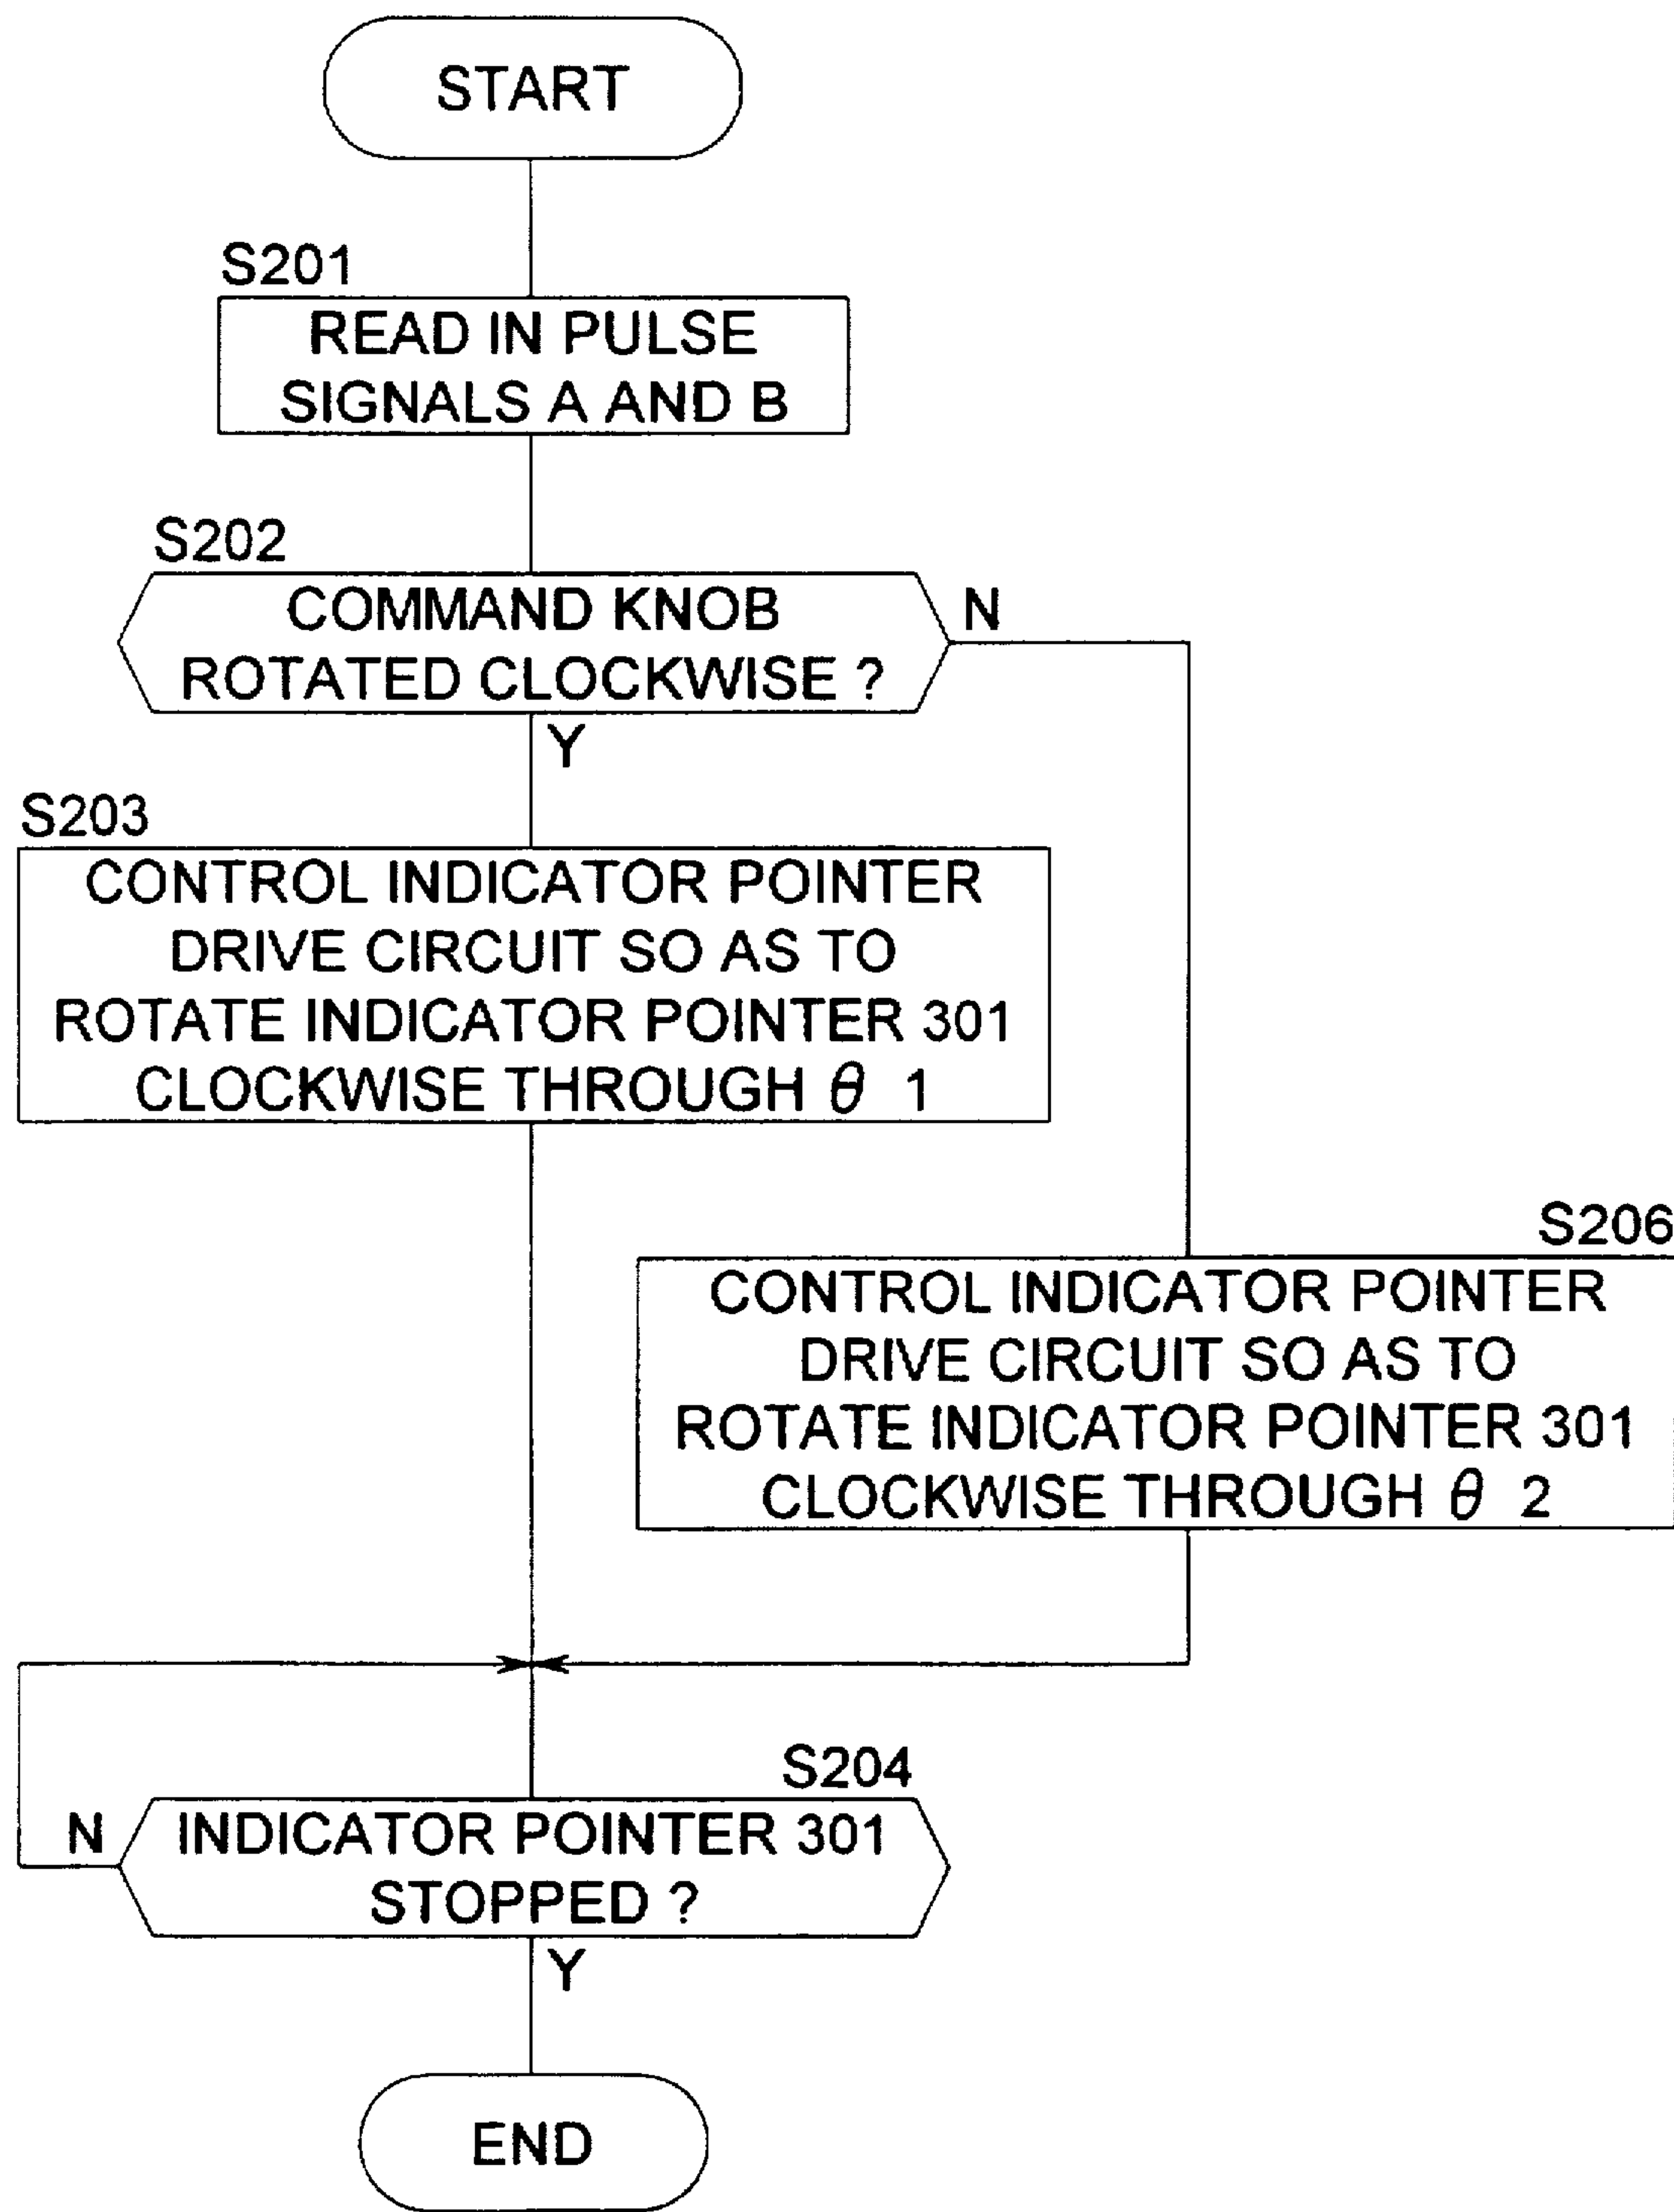 START
S201
READ IN PULSE
SIGNALS A AND B
S202
COMMAND KNOB
ROTATED CLOCKWISE ?
N
Y
S203
CONTROL INDICATOR POINTER
DRIVE CIRCUIT SO AS TO
ROTATE INDICATOR POINTER 301
CLOCKWISE THROUGH θ 1
S206
CONTROL INDICATOR POINTER
DRIVE CIRCUIT SO AS TO
ROTATE INDICATOR POINTER 301
CLOCKWISE THROUGH θ 2
S204
N
INDICATOR POINTER 301
STOPPED ?
Y
END